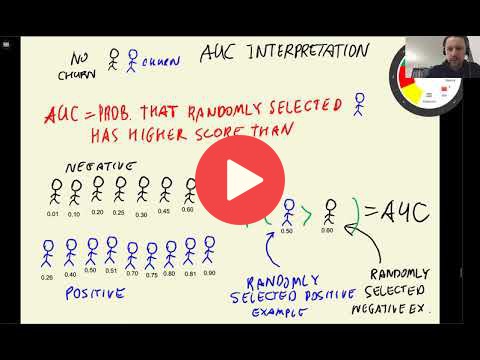 AUC INTERPRETATION
NO
CHURN
CHURN
AUC = PROB. THAT RANDOMLY SELECTED
HAS HIGHER SCORE THAN
NEGATIVE
0.01 0.10 0.20 0.25 0.30 0.45 0.60
0.26 0.40 0.50 0.51 0.70 0.75 0.80 0.81 0.90
POSITIVE
( > ) = AUC
0.50 0.60
RANDOMLY
SELECTED POSITIVE
EXAMPLE
RANDOMLY
SELECTED
NEGATIVE EX.